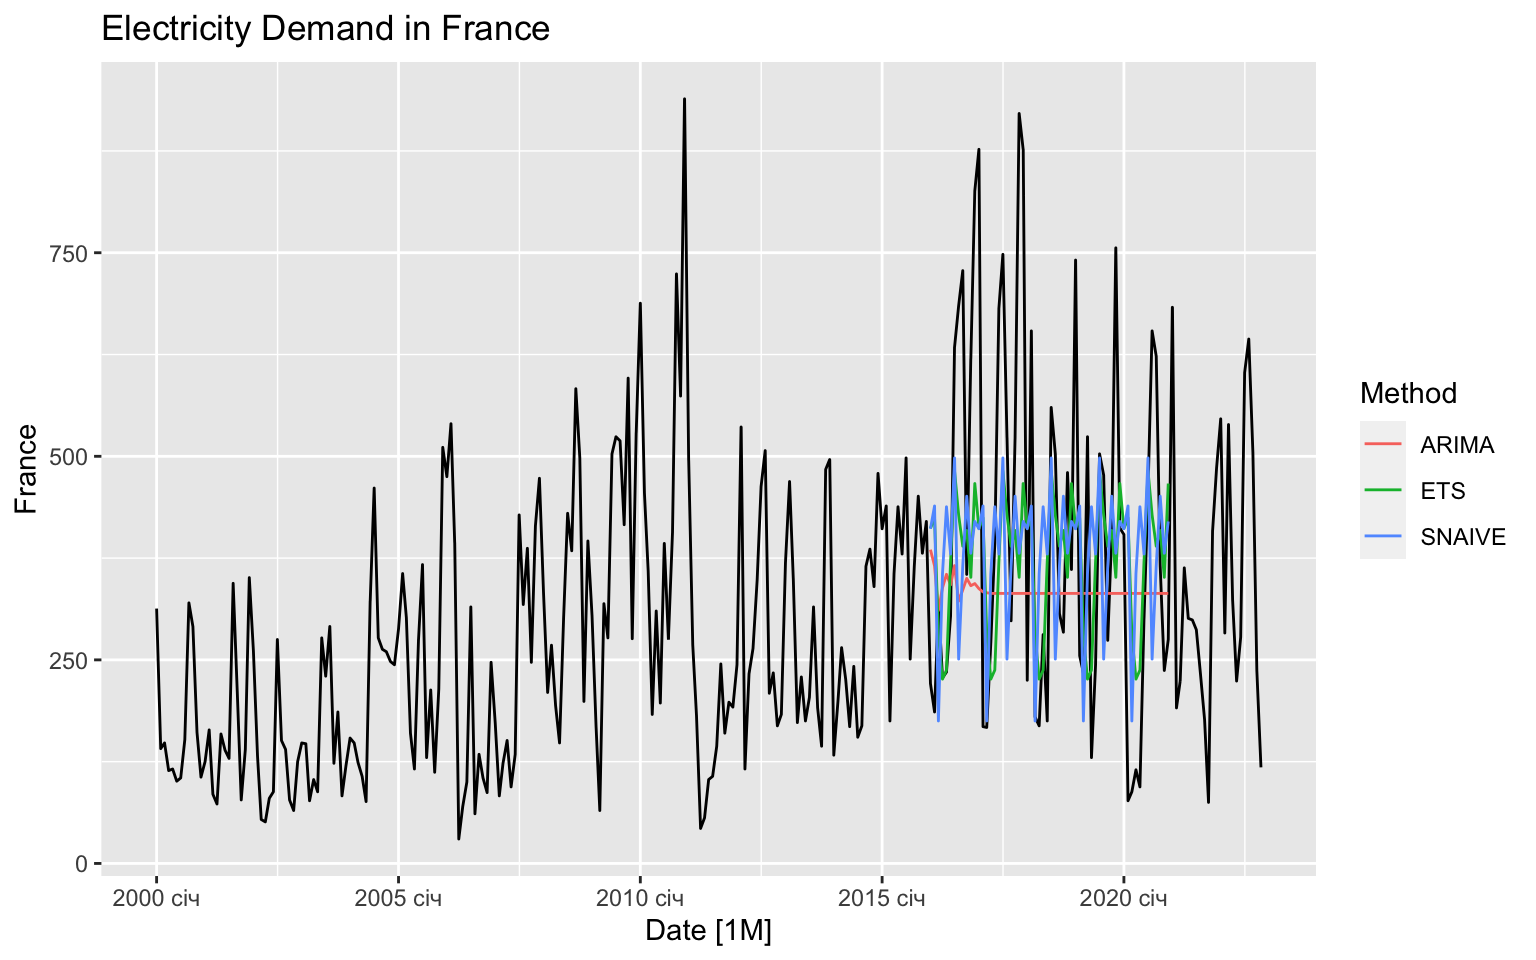 Electricity Demand in France
France
750
500
250
0
2000 січ
2005 січ
2010 січ
2015 січ
2020 січ
Date [1M]
Method
ARIMA
ETS
SNAIVE